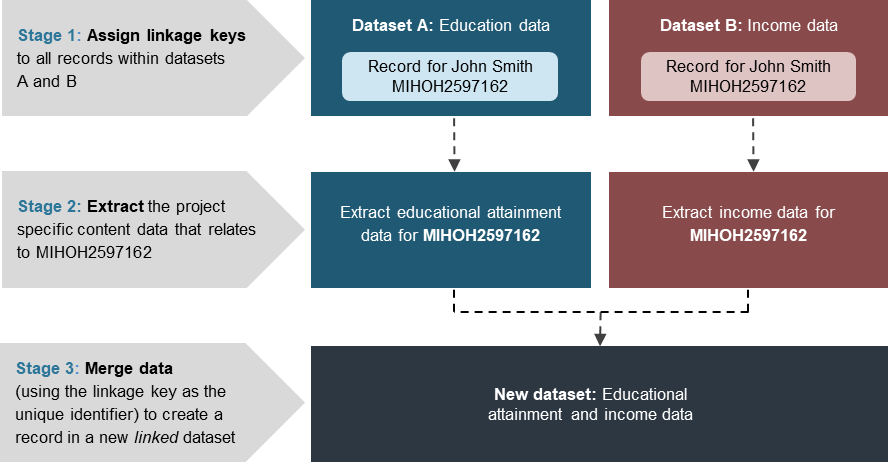 Stage 1: Assign linkage keys
to all records within datasets
A and B
Dataset A: Education data
Record for John Smith
MIHOH2597162
Dataset B: Income data
Record for John Smith
MIHOH2597162
Stage 2: Extract the project
specific content data that relates
to MIHOH2597162
Extract educational attainment
data for MIHOH2597162
Extract income data for
MIHOH2597162
Stage 3: Merge data
(using the linkage key as the
unique identifier) to create a
record in a new linked dataset
New dataset: Educational
attainment and income data